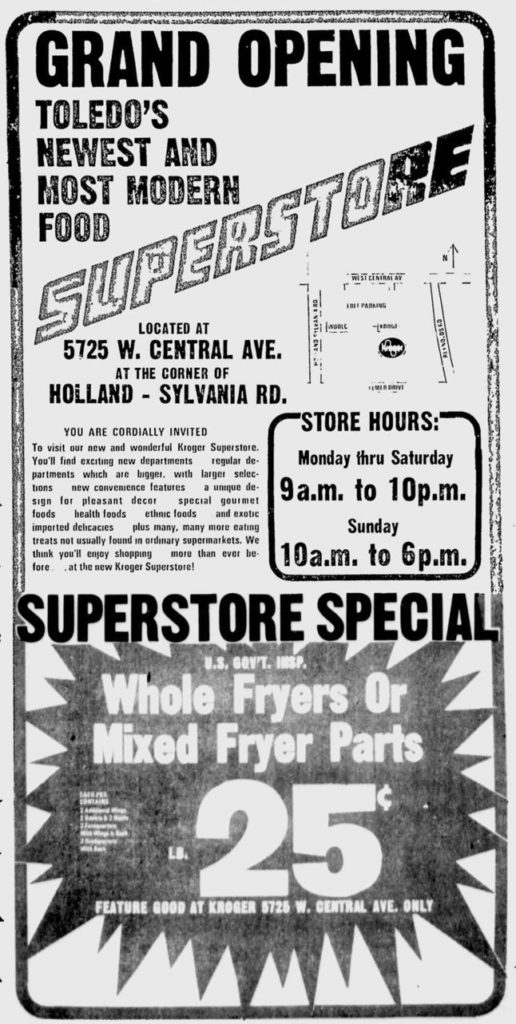 GRAND OPENING
TOLEDO'S
NEWEST AND
MOST MODERN
FOOD
SUPERSTORE
N
WEST CENTRAL AV
FREE PARKING
KROGER
LOCATED AT
5725 W. CENTRAL AVE.
AT THE CORNER OF
HOLLAND - SYLVANIA RD.
YOU ARE CORDIALLY INVITED
To visit our new and wonderful Kroger Superstore.
You'll find exciting new departments regular de-
partments which are bigger, with larger selec-
tions new convenience features a unique de-
sign for pleasant decor special gourmet
foods health foods ethnic foods and exotic
imported delicacies plus many, many more eating
treats not usually found in ordinary supermarkets. We
think you'll enjoy shopping more than ever be-
fore . . at the new Kroger Superstore!
STORE HOURS:
Monday thru Saturday
9a.m. to 10p.m.
Sunday
10a.m. to 6p.m.
SUPERSTORE SPECIAL
U.S. GOV'T. INSP.
Whole Fryers Or
Mixed Fryer Parts
EACH PKG
CONTAINS
LB.
25¢
FEATURE GOOD AT KROGER 5725 W. CENTRAL AVE. ONLY